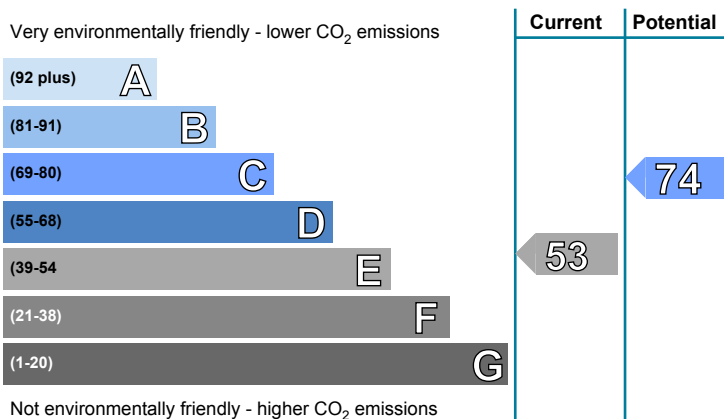 Current Potential
Very environmentally friendly - lower CO₂ emissions
(92 plus) A
(81-91) B
(69-80) C
74
(55-68) D
53
(39-54 E
(21-38) F
(1-20) G
Not environmentally friendly - higher CO₂ emissions